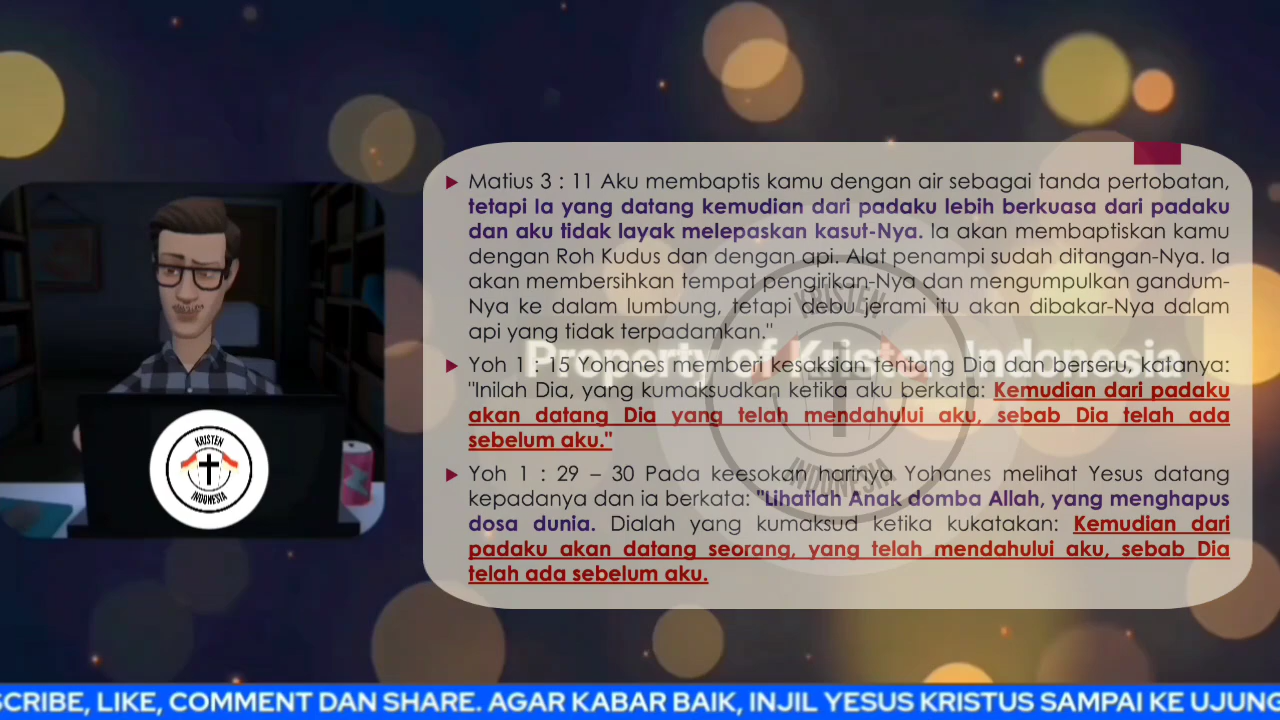 Matius 3 : 11 Aku membaptis kamu dengan air sebagai tanda pertobatan,
tetapi Ia yang datang kemudian dari padaku lebih berkuasa dari padaku
dan aku tidak layak melepaskan kasut-Nya. Ia akan membaptiskan kamu
dengan Roh Kudus dan dengan api. Alat penampi sudah ditangan-Nya. Ia
akan membersihkan tempat pengirikan-Nya dan mengumpulkan gandum-
Nya ke dalam lumbung, tetapi debu jerami itu akan dibakar-Nya dalam
api yang tidak terpadamkan."
Property of Kristen Indonesia
Yoh 1 : 15 Yohanes memberi kesaksian tentang Dia dan berseru, katanya:
"Inilah Dia, yang kumaksudkan ketika aku berkata: Kemudian dari padaku
akan datang Dia yang telah mendahului aku, sebab Dia telah ada
sebelum aku."
Yoh 1 : 29 – 30 Pada keesokan harinya Yohanes melihat Yesus datang
kepadanya dan ia berkata: "Lihatlah Anak domba Allah, yang menghapus
dosa dunia. Dialah yang kumaksud ketika kukatakan: Kemudian dari
padaku akan datang seorang, yang telah mendahului aku, sebab Dia
telah ada sebelum aku.
KRISTEN
INDONESIA
KRISTEN
INDONESIA
SCRIBE, LIKE, COMMENT DAN SHARE. AGAR KABAR BAIK, INJIL YESUS KRISTUS SAMPAI KE UJUNG